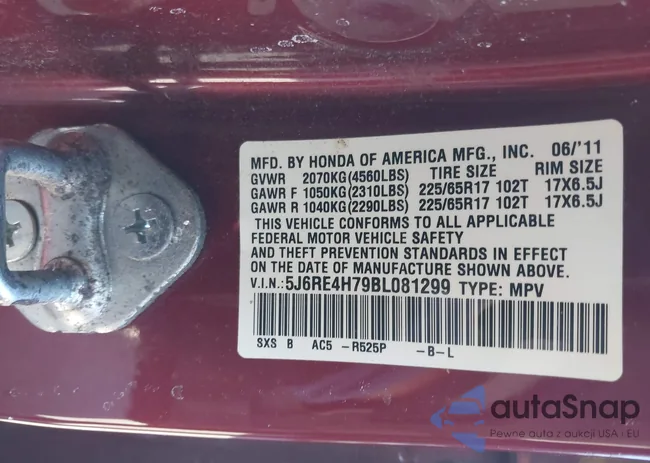 MFD. BY HONDA OF AMERICA MFG., INC. 06/'11
GVWR 2070KG(4560LBS) TIRE SIZE RIM SIZE
GAWR F 1050KG(2310LBS) 225/65R17 102T 17X6.5J
GAWR R 1040KG(2290LBS) 225/65R17 102T 17X6.5J
THIS VEHICLE CONFORMS TO ALL APPLICABLE
FEDERAL MOTOR VEHICLE SAFETY
AND THEFT PREVENTION STANDARDS IN EFFECT
ON THE DATE OF MANUFACTURE SHOWN ABOVE.
V.I.N.:5J6RE4H79BL081299 TYPE: MPV
SXS B AC5 -R525P -B-L
autaSnap
Pewne auta z aukcji USA i EU